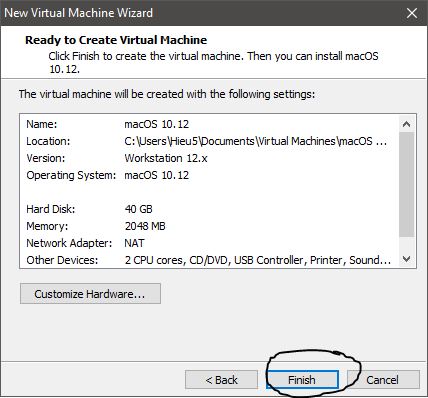 New Virtual Machine Wizard
Ready to Create Virtual Machine
Click Finish to create the virtual machine. Then you can install macOS
10.12.
The virtual machine will be created with the following settings:
Name: macOS 10.12
Location: C:\Users\Hieu5\Documents\Virtual Machines\macOS ...
Version: Workstation 12.x
Operating System: macOS 10.12
Hard Disk: 40 GB
Memory: 2048 MB
Network Adapter: NAT
Other Devices: 2 CPU cores, CD/DVD, USB Controller, Printer, Sound...
Customize Hardware...
< Back Finish Cancel